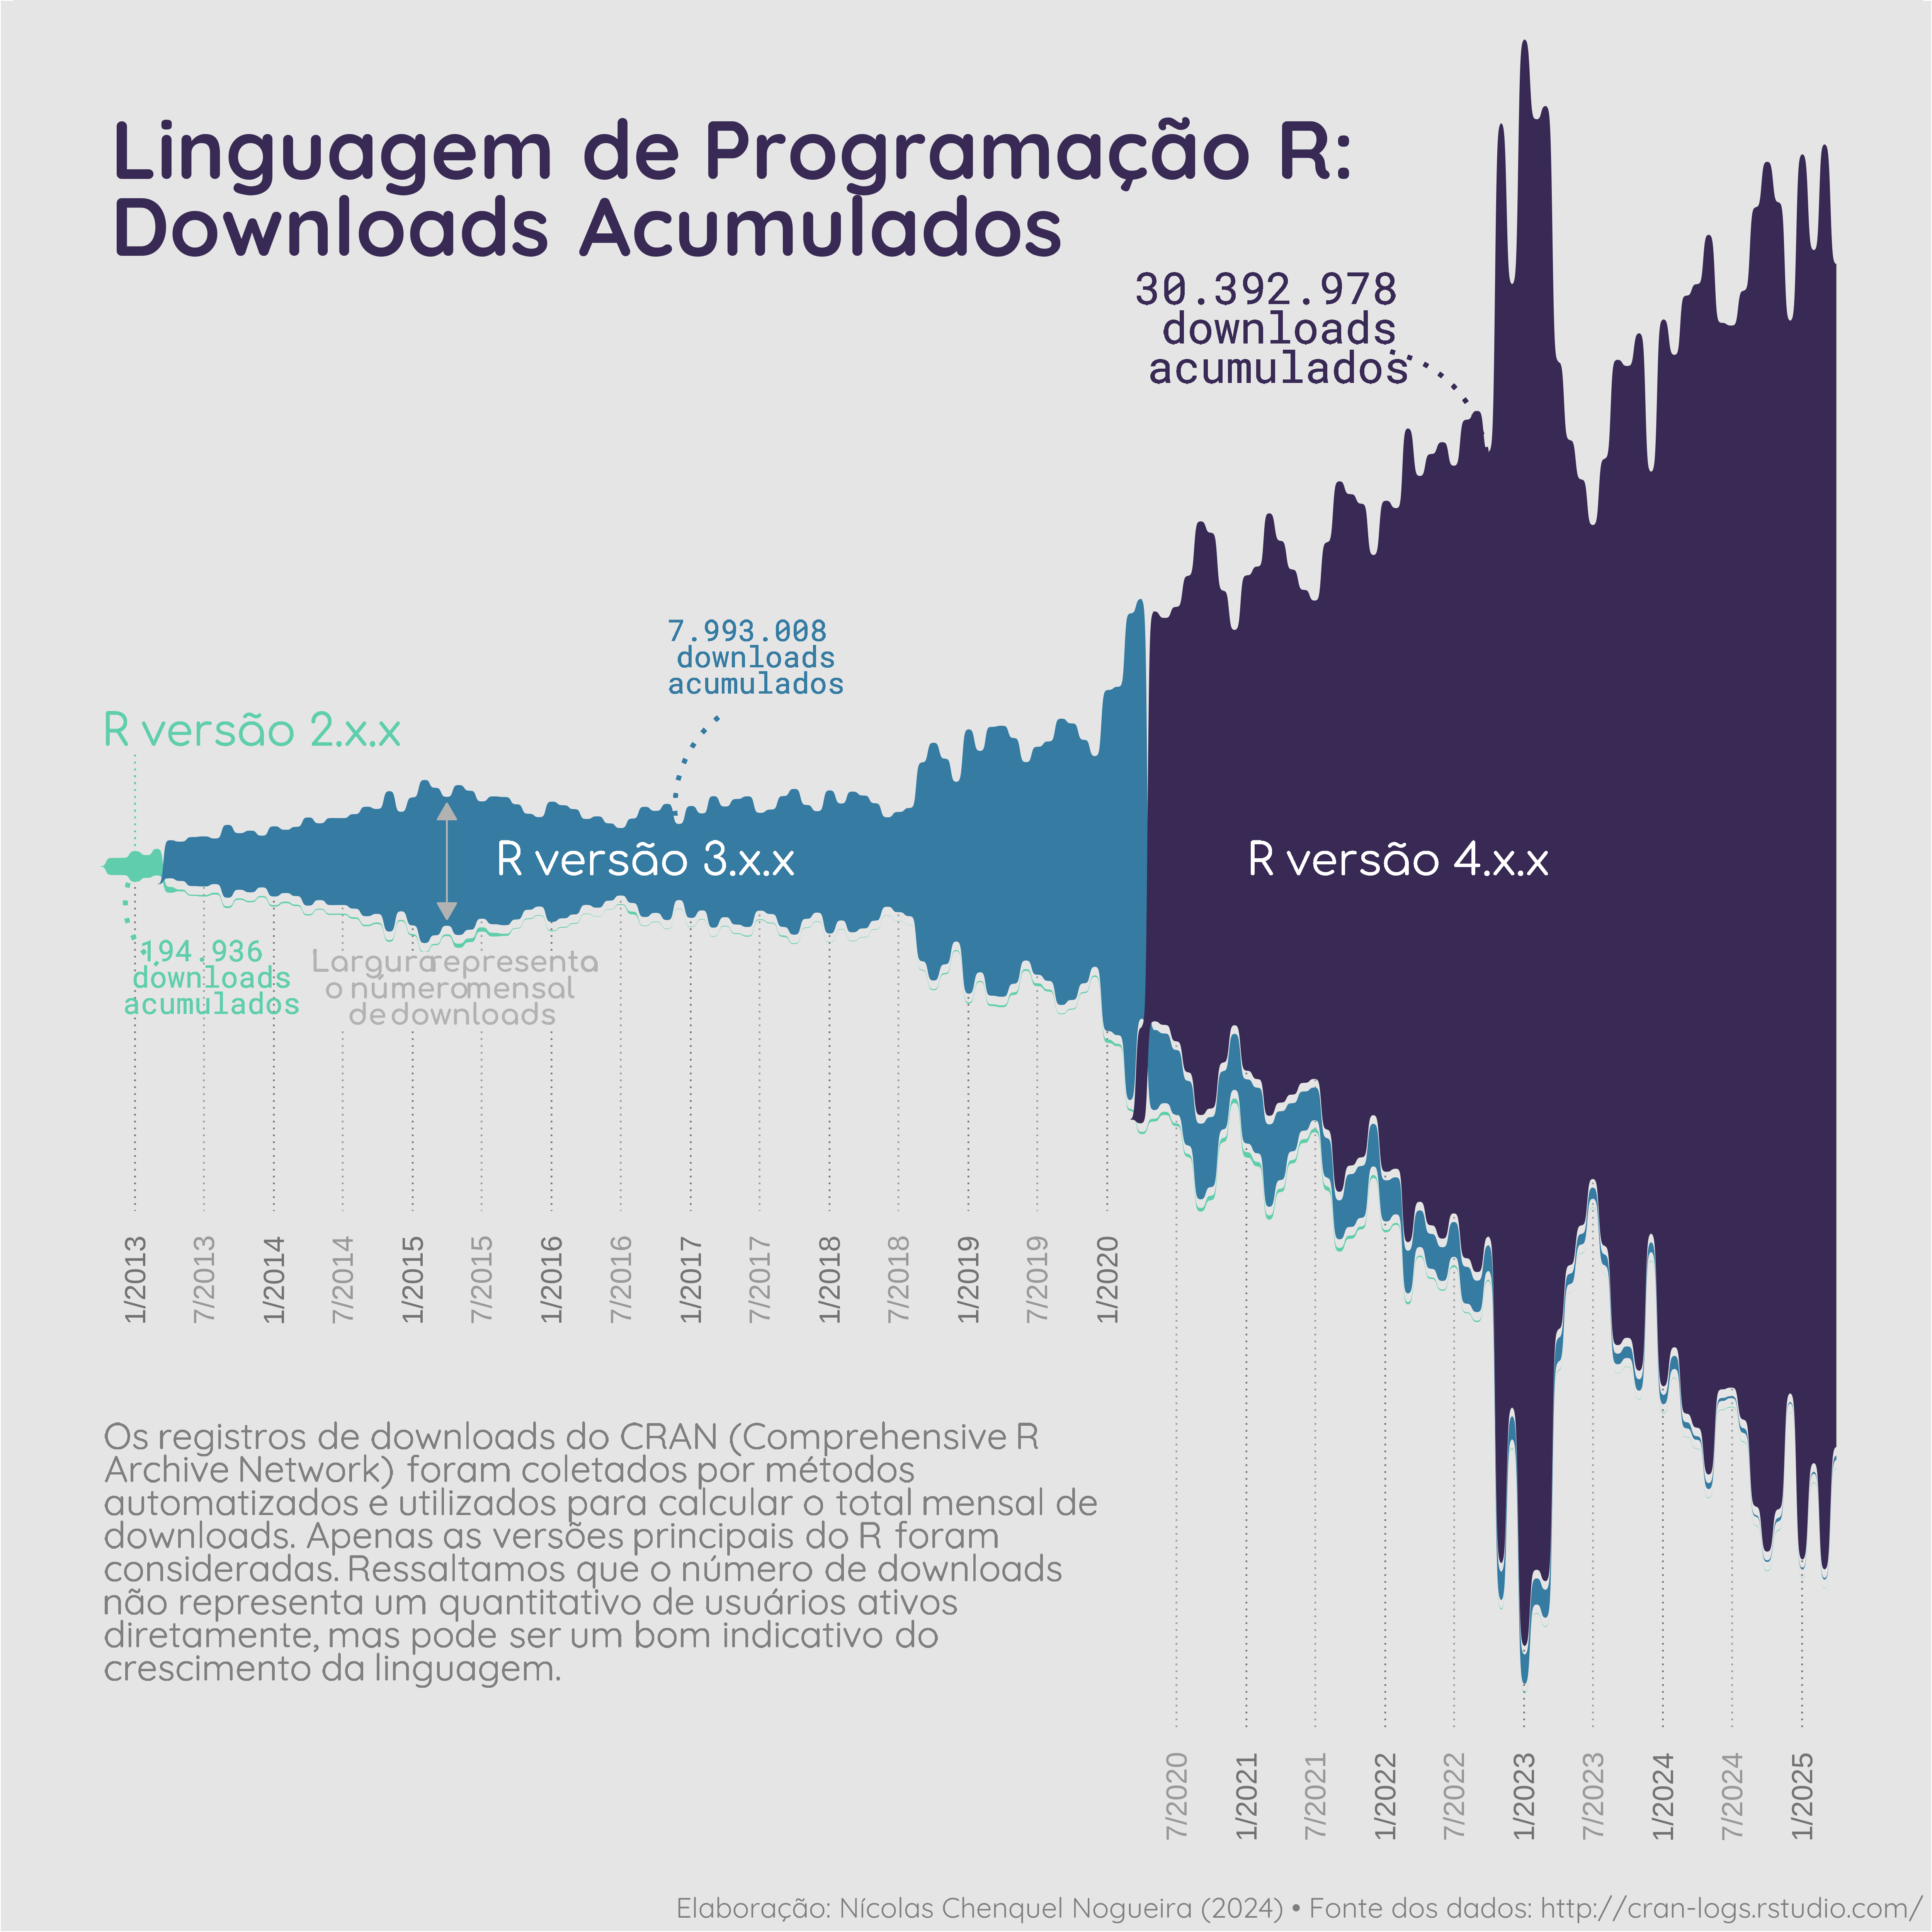 Linguagem de Programação R:
Downloads Acumulados
30.392.978
downloads
acumulados
7.993.008
downloads
acumulados
R versão 2.x.x
R versão 3.x.x
R versão 4.x.x
194.936
downloads
acumulados
Largura representa
o número mensal
de downloads
1/2013
7/2013
1/2014
7/2014
1/2015
7/2015
1/2016
7/2016
1/2017
7/2017
1/2018
7/2018
1/2019
7/2019
1/2020
7/2020
1/2021
7/2021
1/2022
7/2022
1/2023
7/2023
1/2024
7/2024
1/2025
Os registros de downloads do CRAN (Comprehensive R
Archive Network) foram coletados por métodos
automatizados e utilizados para calcular o total mensal de
downloads. Apenas as versões principais do R foram
consideradas. Ressaltamos que o número de downloads
não representa um quantitativo de usuários ativos
diretamente, mas pode ser um bom indicativo do
crescimento da linguagem.
Elaboração: Nícolas Chenquel Nogueira (2024) • Fonte dos dados: http://cran-logs.rstudio.com/